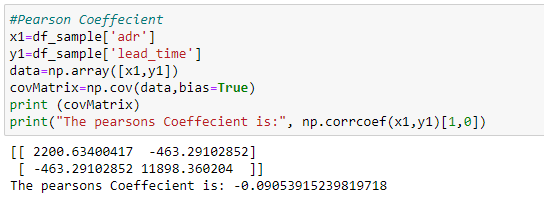 #Pearson Coeffecient
x1=df_sample['adr']
y1=df_sample['lead_time']
data=np.array([x1,y1])
covMatrix=np.cov(data,bias=True)
print (covMatrix)
print("The pearsons Coeffecient is:", np.corrcoef(x1,y1)[1,0])
[[ 2200.63400417  -463.29102852]
 [ -463.29102852 11898.360204  ]]
The pearsons Coeffecient is: -0.09053915239819718